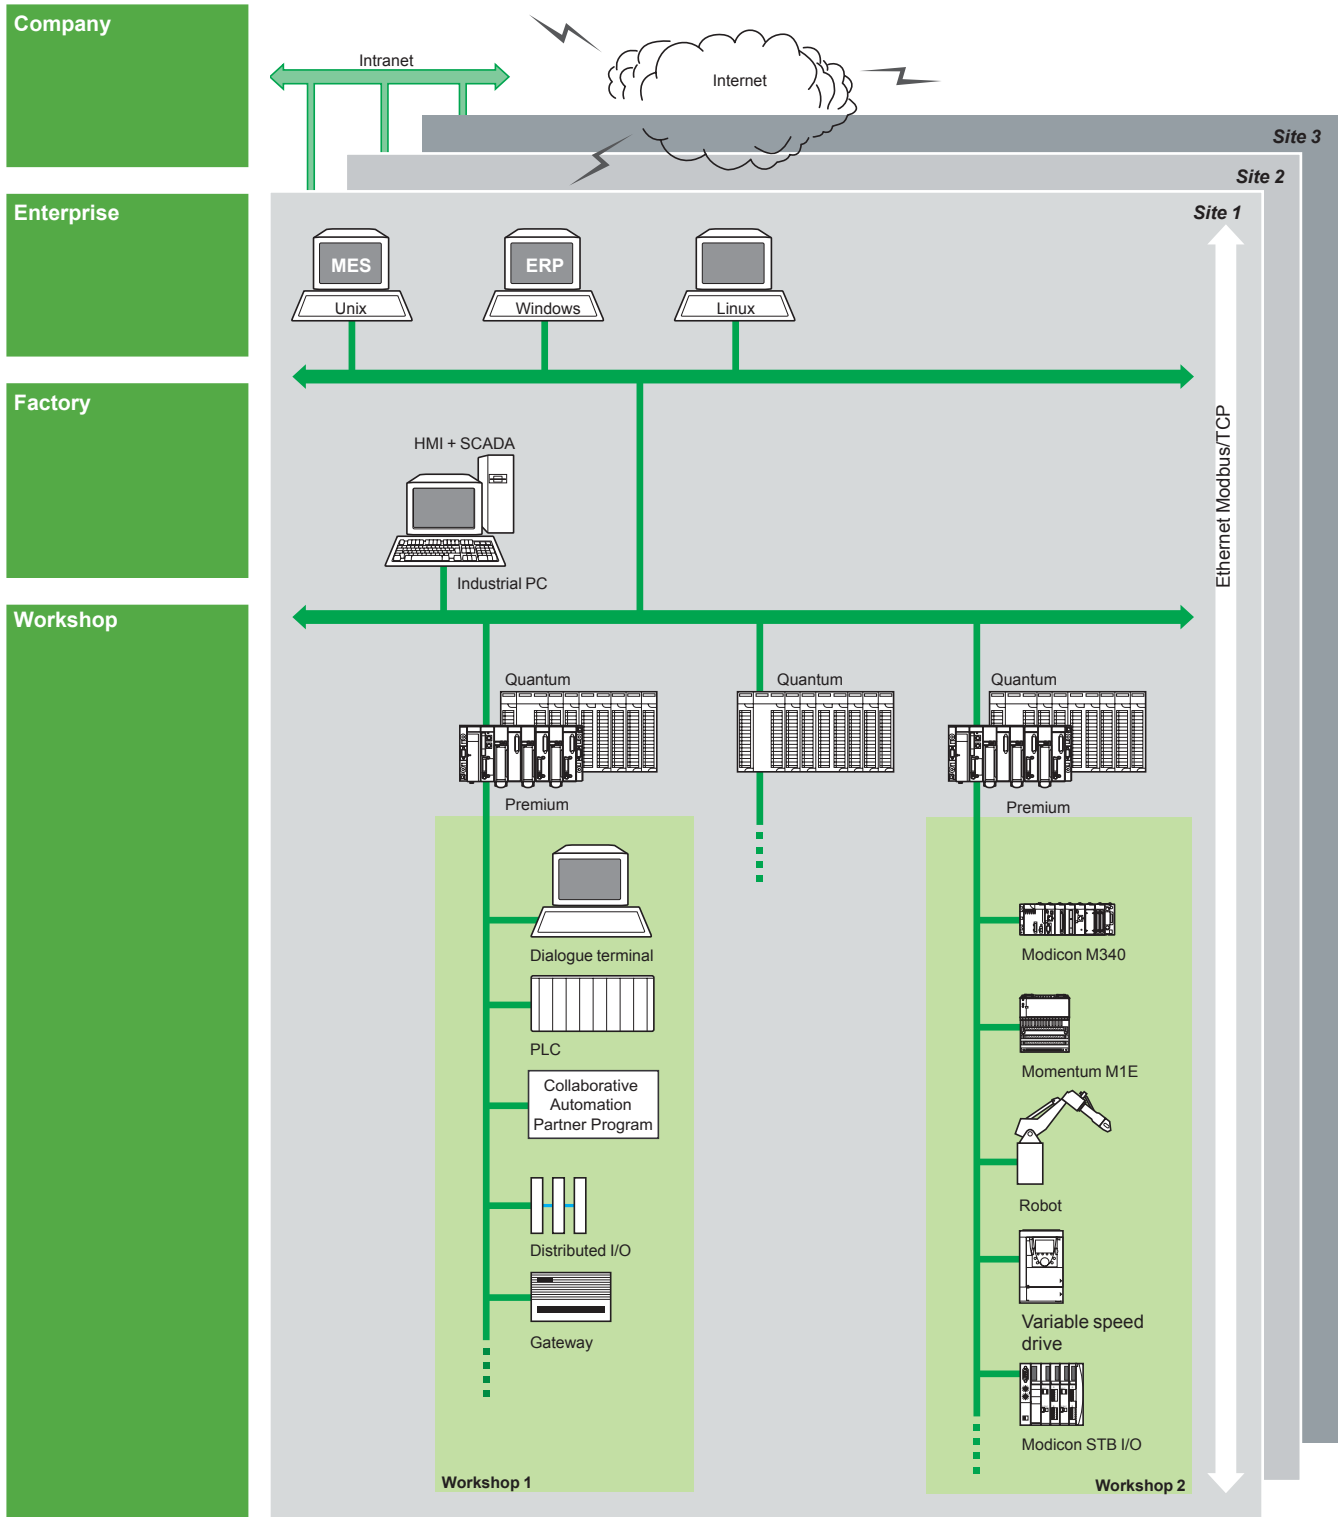 Company
Intranet
Internet
Site 3
Site 2
Enterprise
Site 1
MES
ERP
Unix
Windows
Linux
Factory
HMI + SCADA
Ethernet Modbus/TCP
Industrial PC
Workshop
Quantum
Quantum
Quantum
Premium
Premium
Dialogue terminal
Modicon M340
PLC
Momentum M1E
Collaborative
Automation
Partner Program
Robot
Distributed I/O
Variable speed
drive
Gateway
Modicon STB I/O
Workshop 1
Workshop 2